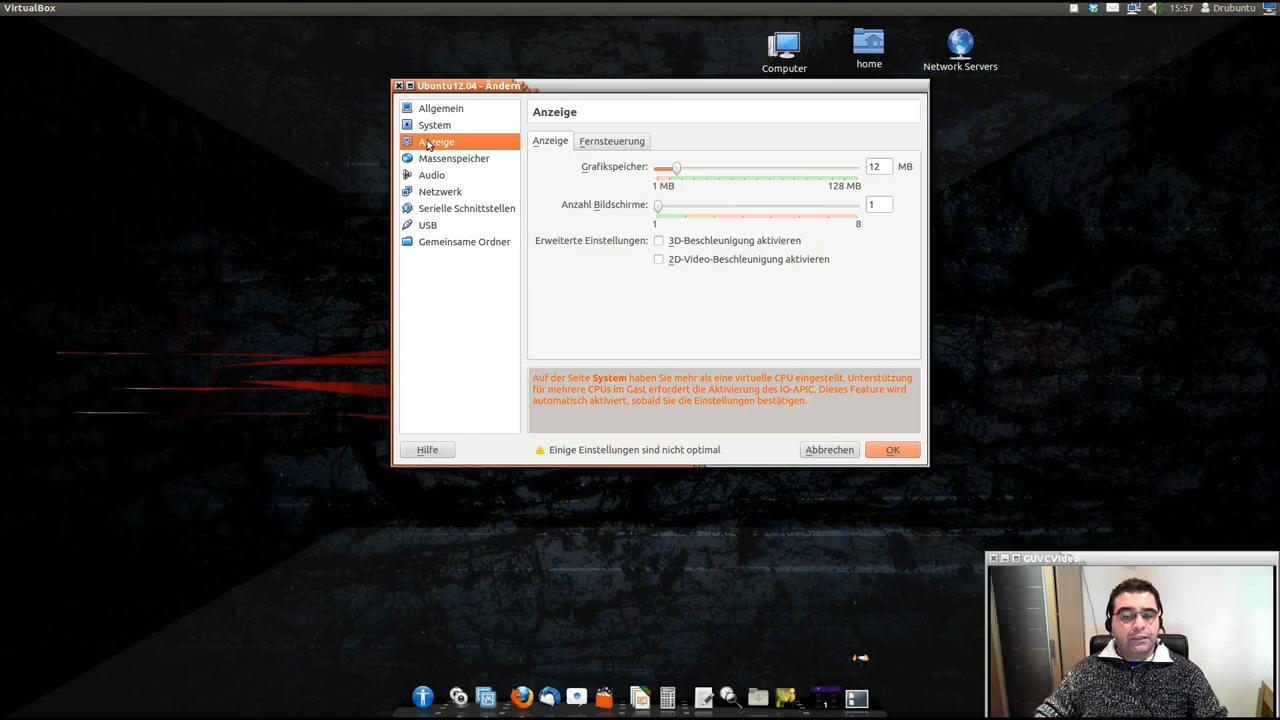 VirtualBox
15:57 Drubuntu
Computer
home
Network Servers
Ubuntu12.04 - Ändern
Allgemein
System
Anzeige
Massenspeicher
Audio
Netzwerk
Serielle Schnittstellen
USB
Gemeinsame Ordner
Anzeige
Anzeige Fernsteuerung
Grafikspeicher: 12 MB
1 MB 128 MB
Anzahl Bildschirme: 1
1 8
Erweiterte Einstellungen: 3D-Beschleunigung aktivieren
2D-Video-Beschleunigung aktivieren
Auf der Seite System haben Sie mehr als eine virtuelle CPU eingestellt. Unterstützung
für mehrere CPUs im Gast erfordert die Aktivierung des IO-APIC. Dieses Feature wird
automatisch aktiviert, sobald Sie die Einstellungen bestätigen.
Hilfe
Einige Einstellungen sind nicht optimal
Abbrechen
OK
GUVCVideo
1